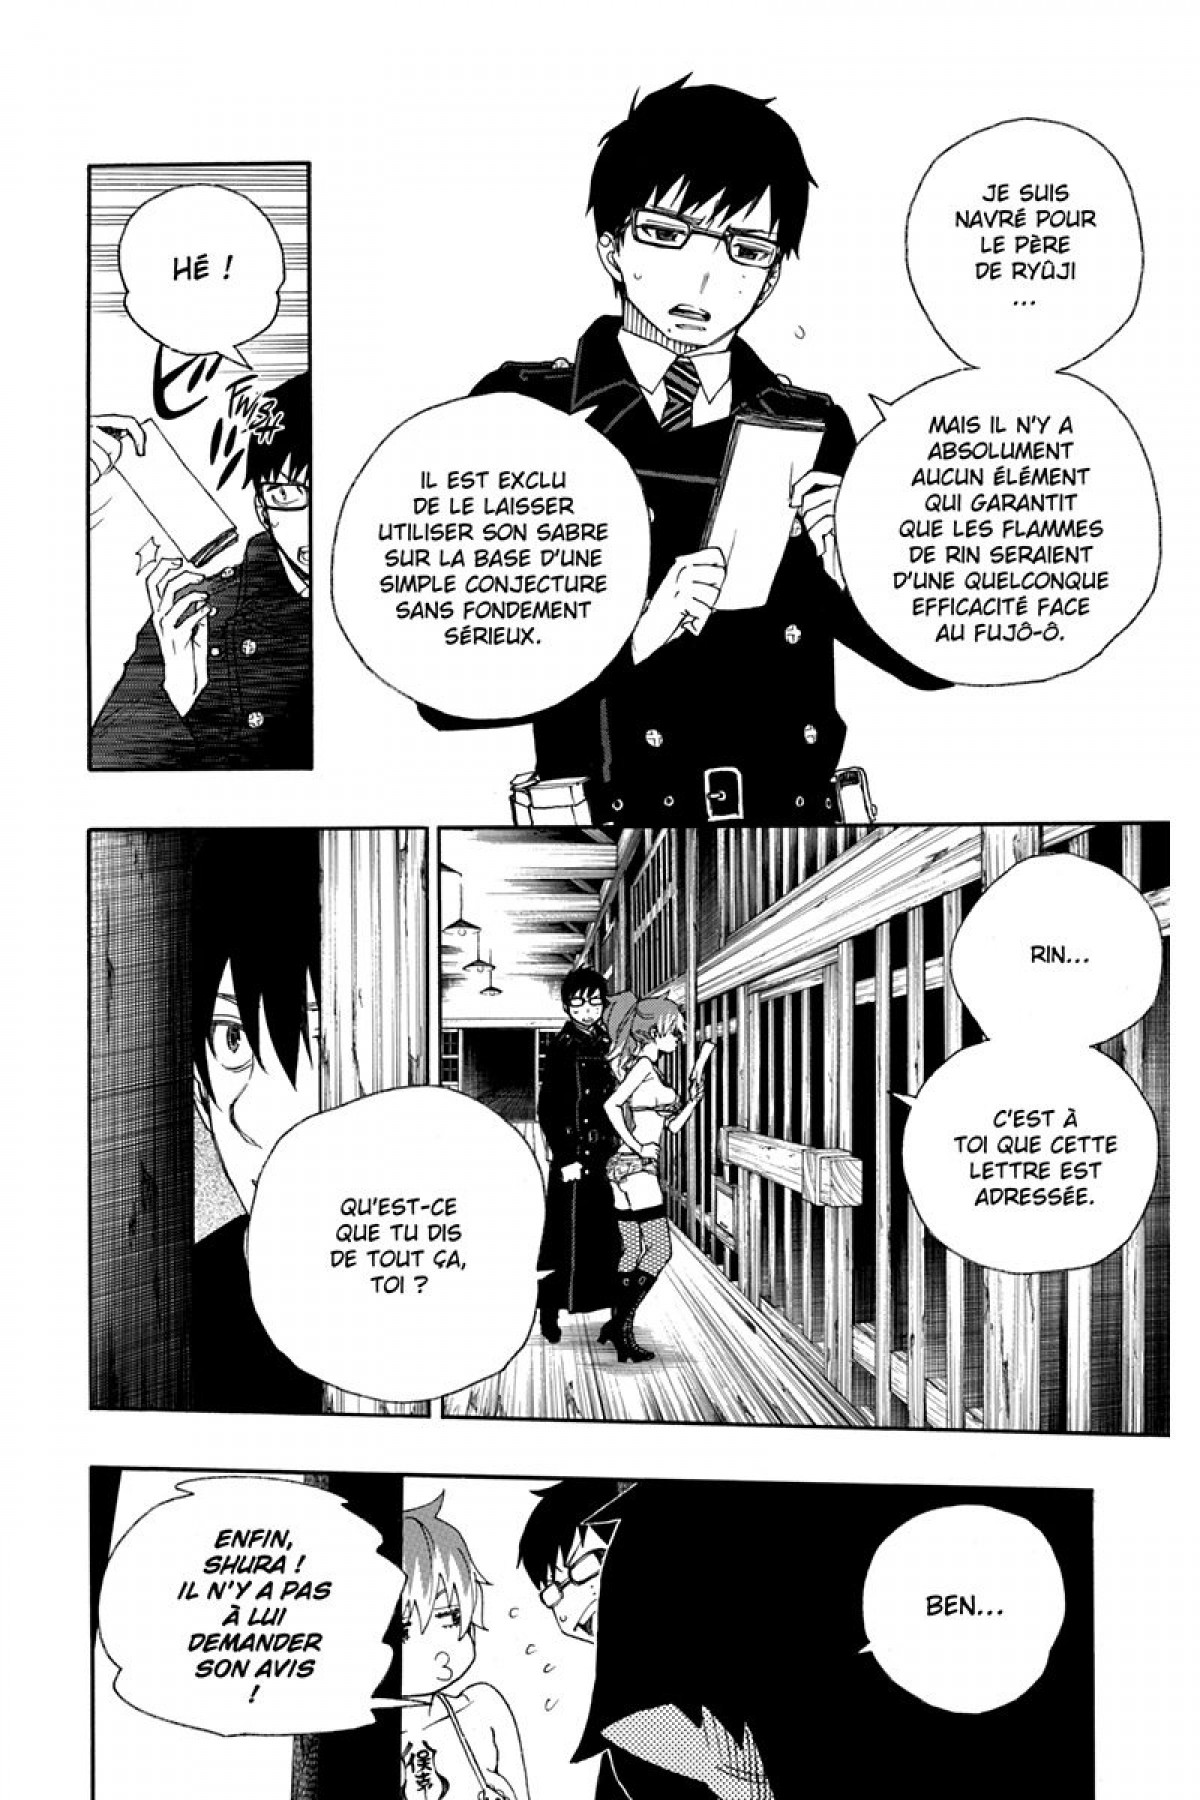 JE SUIS
NAVRÉ POUR
LE PÈRE
DE RYÛJI
...
MAIS IL N'Y A
ABSOLUMENT
AUCUN ÉLÉMENT
QUI GARANTIT
QUE LES FLAMMES
DE RIN SERAIENT
D'UNE QUELCONQUE
EFFICACITÉ FACE
AU FUJÔ-Ô.
IL EST EXCLU
DE LE LAISSER
UTILISER SON SABRE
SUR LA BASE D'UNE
SIMPLE CONJECTURE
SANS FONDEMENT
SÉRIEUX.
HÉ !
ビッ
FWSH
RIN...
C'EST À
TOI QUE CETTE
LETTRE EST
ADRESSÉE.
QU'EST-CE
QUE TU DIS
DE TOUT ÇA,
TOI ?
BEN...
ENFIN,
SHURA !
IL N'Y A PAS
À LUI
DEMANDER
SON AVIS
!